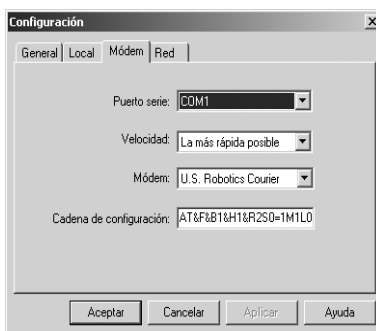 Configuración
General Local Módem Red
Puerto serie: COM1
Velocidad: La más rápida posible
Módem: U.S. Robotics Courier
Cadena de configuración: AT&F&B1&H1&R2S0=1M1L0
Aceptar Cancelar Aplicar Ayuda